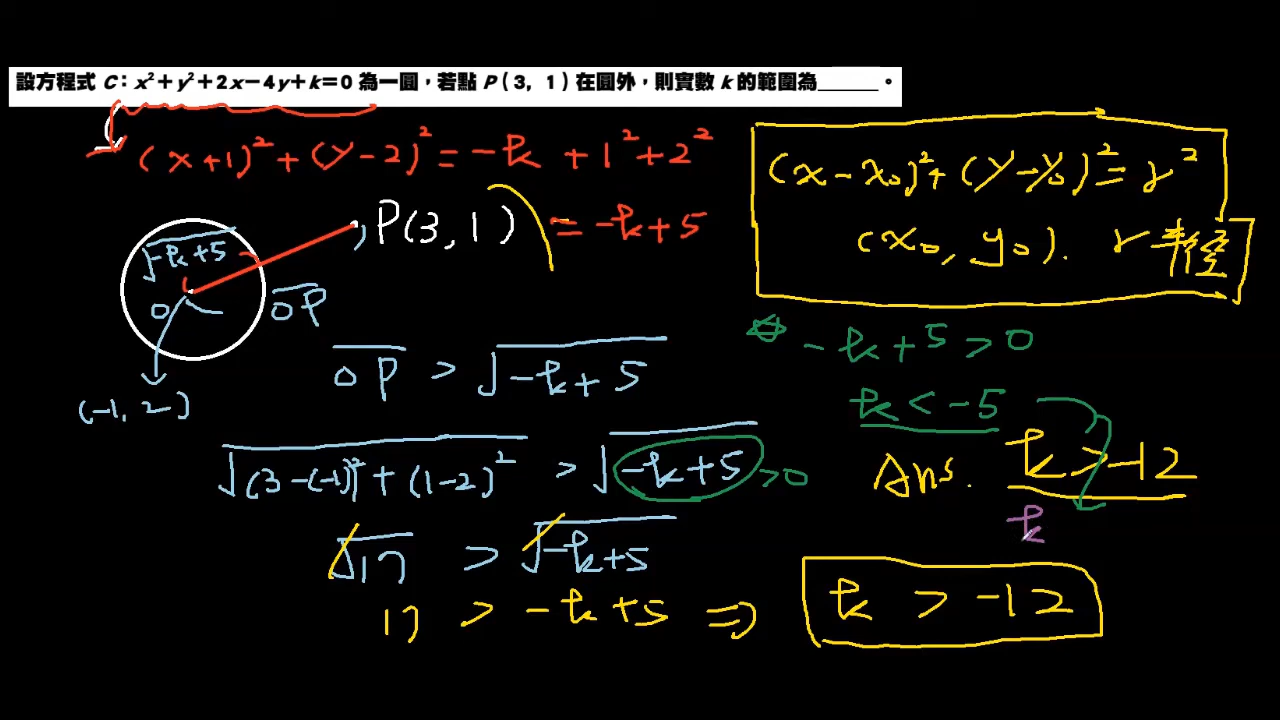 設方程式 C：x²＋y²＋2x－4y＋k＝0 為一圓，若點 P（3，1）在圓外，則實數 k 的範圍為______。
(x+1)²+(y-2)²=-k+1²+2²
=-k+5
(x-x₀)²+(y-y₀)²=r²
(x₀, y₀). r 半徑
P(3,1)
√-k+5
O
OP
(-1, 2)
OP > √-k+5
√(3-(-1))²+(1-2)² > √-k+5 >0
√17 > √-k+5
17 > -k+5 ⇒ k > -12
-k+5>0
k<-5
Ans. k>-12
k